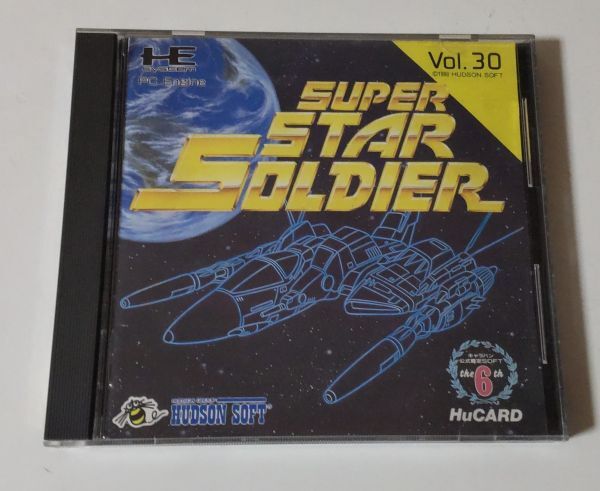 HE
SYSTEM
PC Engine
Vol. 30
HUDSON SOFT
SUPER
STAR
SOLDIER
キャラバン
公式認定SOFT
the 6th
HUDSON SOFT
HuCARD